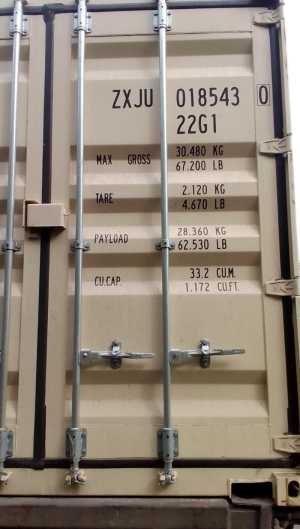 ZXJU 018543 0
22G1
MAX GROSS 30.480 KG
67.200 LB
TARE 2.120 KG
4.670 LB
PAYLOAD 28.360 KG
62.530 LB
CU.CAP. 33.2 CU.M.
1.172 CU.FT.